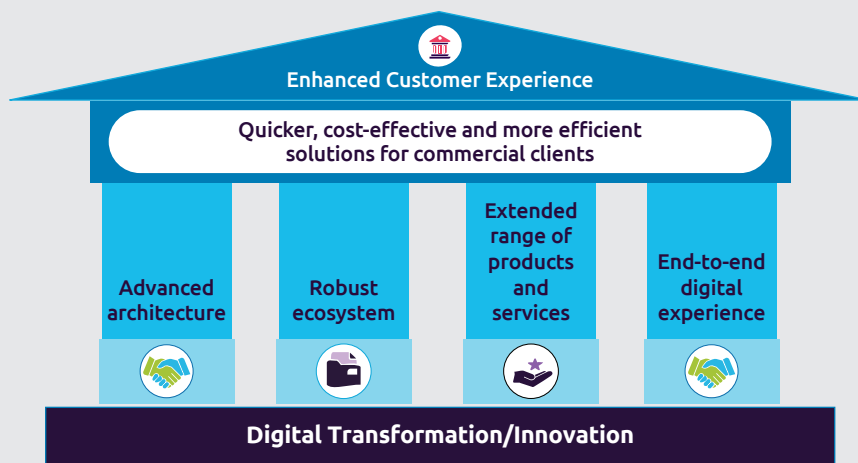 Enhanced Customer Experience
Quicker, cost-effective and more efficient
solutions for commercial clients
Advanced
architecture
Robust
ecosystem
Extended
range of
products
and
services
End-to-end
digital
experience
Digital Transformation/Innovation